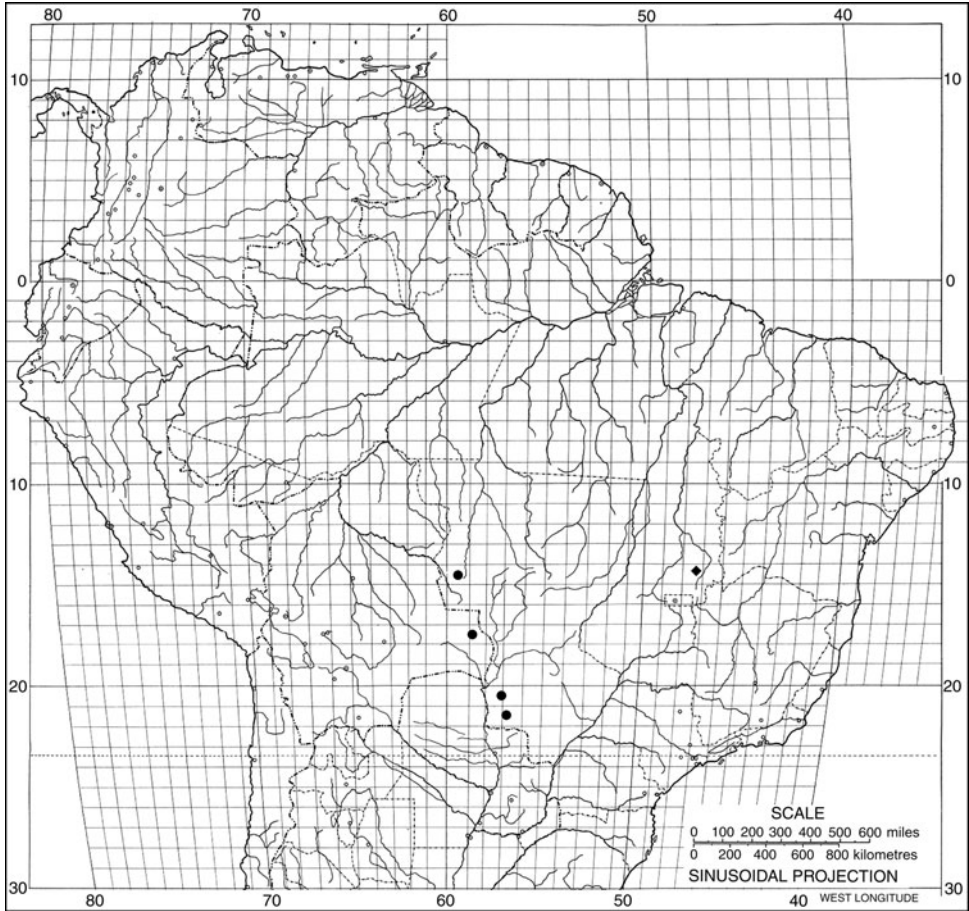 80 70 60 50 40
10 10
0 0
10 10
20 20
SCALE
0 100 200 300 400 500 600 miles
0 200 400 600 800 kilometres
SINUSOIDAL PROJECTION
30 30
WEST LONGITUDE
80 70 60 50 40